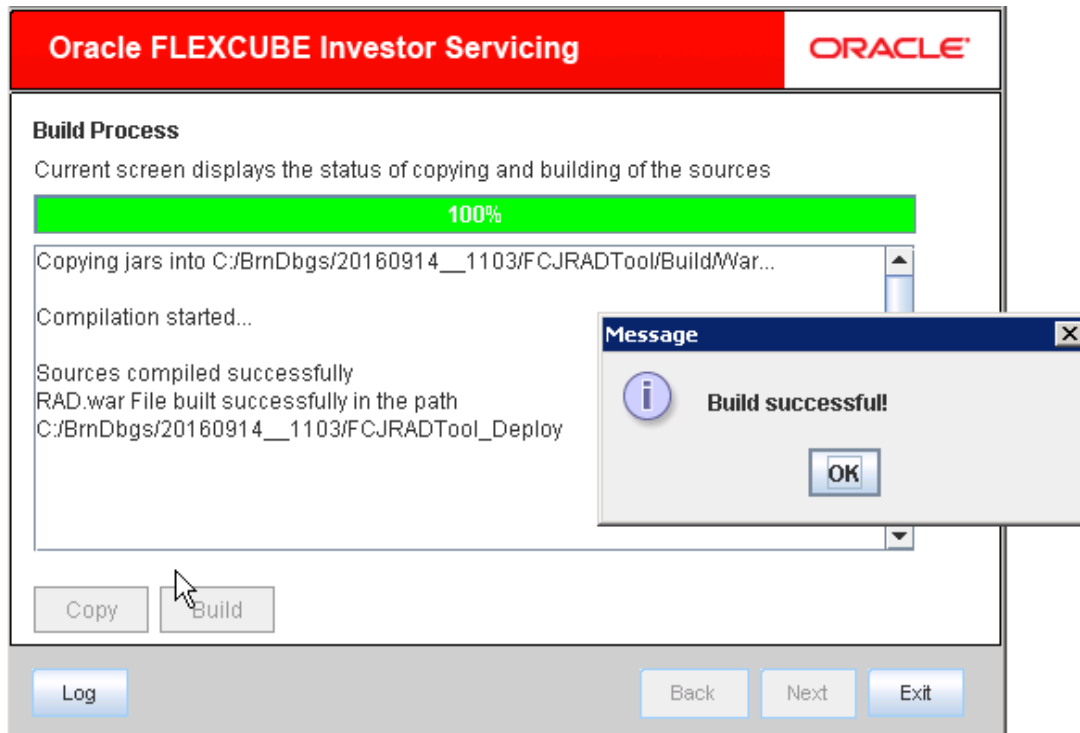 Oracle FLEXCUBE Investor Servicing
ORACLE
Build Process
Current screen displays the status of copying and building of the sources
100%
Copying jars into C:/BrnDbgs/20160914__1103/FCJRADTool/Build/War...
Compilation started...
Sources compiled successfully
RAD.war File built successfully in the path
C:/BrnDbgs/20160914__1103/FCJRADTool_Deploy
Message
Build successful!
OK
Copy
Build
Log
Back
Next
Exit